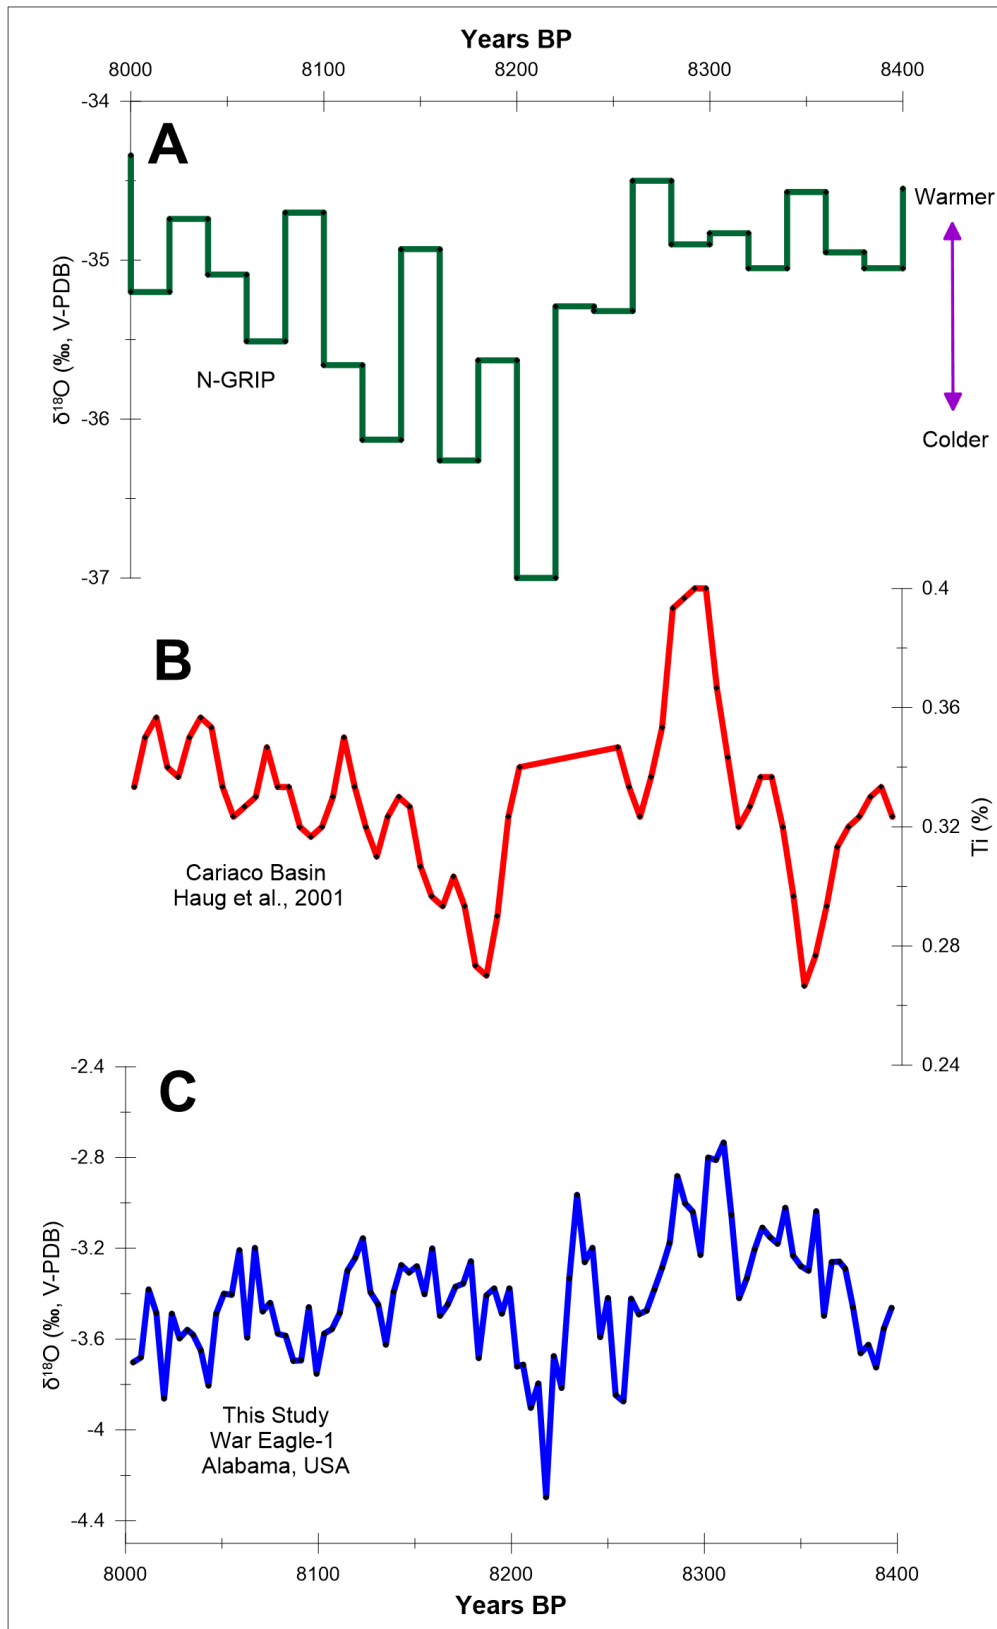 Years BP
8000 8100 8200 8300 8400
-34
A
Warmer
-35
δ¹⁸O (‰, V-PDB)
N-GRIP
-36
Colder
-37
0.4
B
0.36
0.32
Ti (%)
Cariaco Basin
Haug et al., 2001
0.28
0.24
-2.4
C
-2.8
-3.2
δ¹⁸O (‰, V-PDB)
-3.6
This Study
War Eagle-1
Alabama, USA
-4
-4.4
8000 8100 8200 8300 8400
Years BP